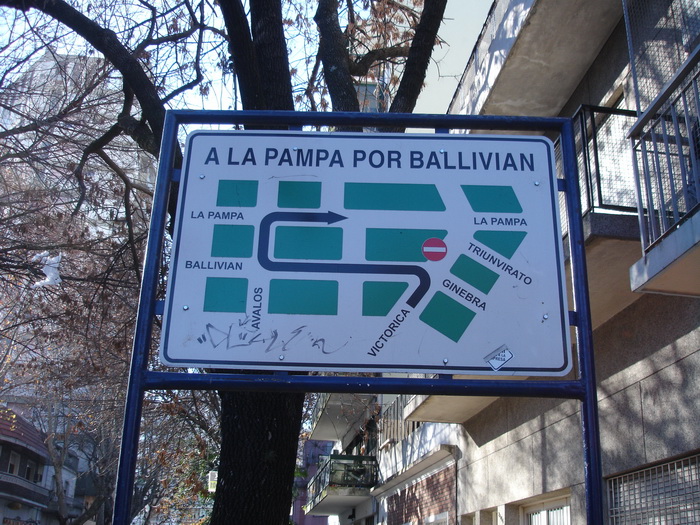 A LA PAMPA POR BALLIVIAN
LA PAMPA
LA PAMPA
BALLIVIAN
TRIUNVIRATO
GINEBRA
AVALOS
VICTORICA